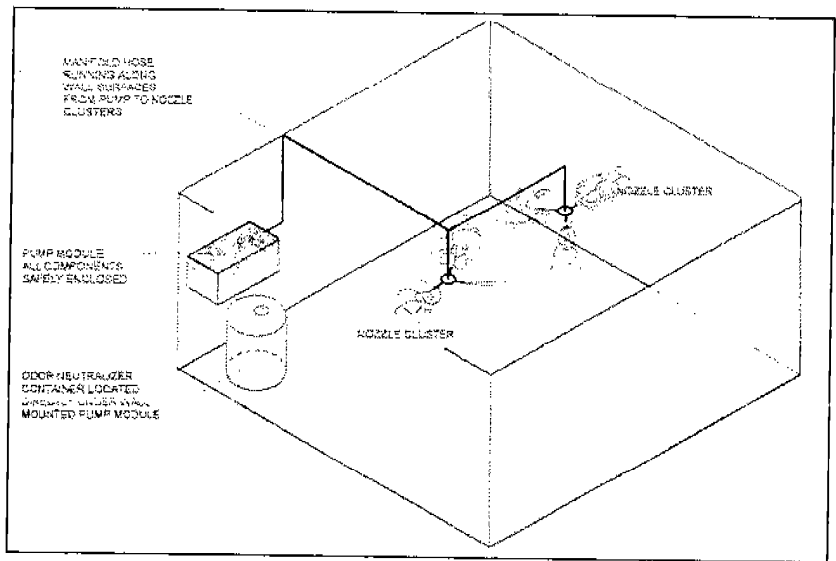 MANIFOLD HOSE
RUNNING ALONG
WALL SURFACES
FROM PUMP TO NOZZLE
CLUSTERS
NOZZLE CLUSTER
PUMP MODULE
ALL COMPONENTS
SAFELY ENCLOSED
NOZZLE CLUSTER
ODOR NEUTRALIZER
CONTAINER LOCATED
DIRECTLY UNDER WALL
MOUNTED PUMP MODULE